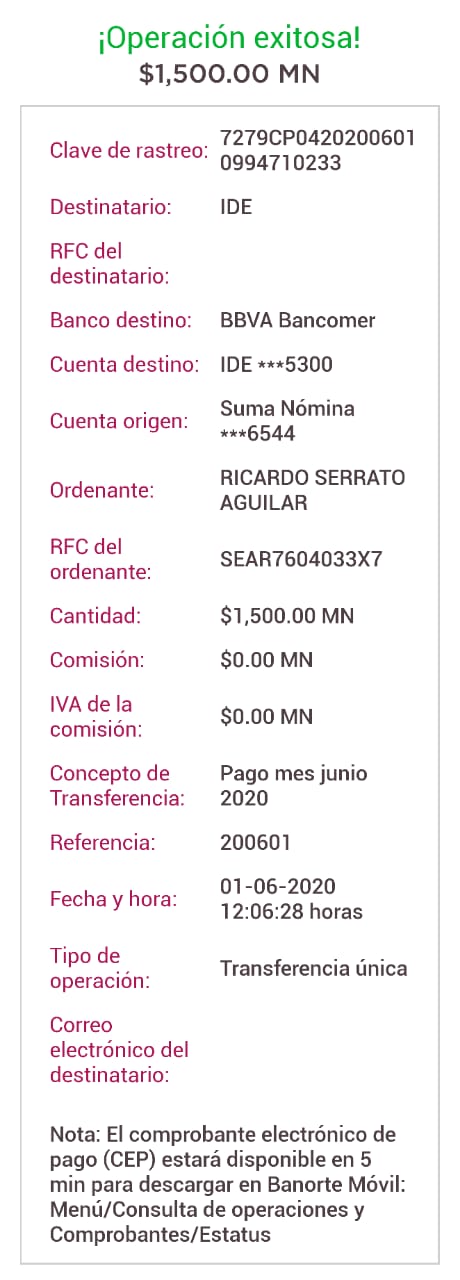 ¡Operación exitosa!
$1,500.00 MN
Clave de rastreo: 7279CP0420200601
0994710233
Destinatario: IDE
RFC del
destinatario:
Banco destino: BBVA Bancomer
Cuenta destino: IDE ***5300
Cuenta origen: Suma Nómina
***6544
Ordenante: RICARDO SERRATO
AGUILAR
RFC del
ordenante: SEAR7604033X7
Cantidad: $1,500.00 MN
Comisión: $0.00 MN
IVA de la
comisión: $0.00 MN
Concepto de Pago mes junio
Transferencia: 2020
Referencia: 200601
Fecha y hora: 01-06-2020
12:06:28 horas
Tipo de
operación: Transferencia única
Correo
electrónico del
destinatario:
Nota: El comprobante electrónico de
pago (CEP) estará disponible en 5
min para descargar en Banorte Móvil:
Menú/Consulta de operaciones y
Comprobantes/Estatus